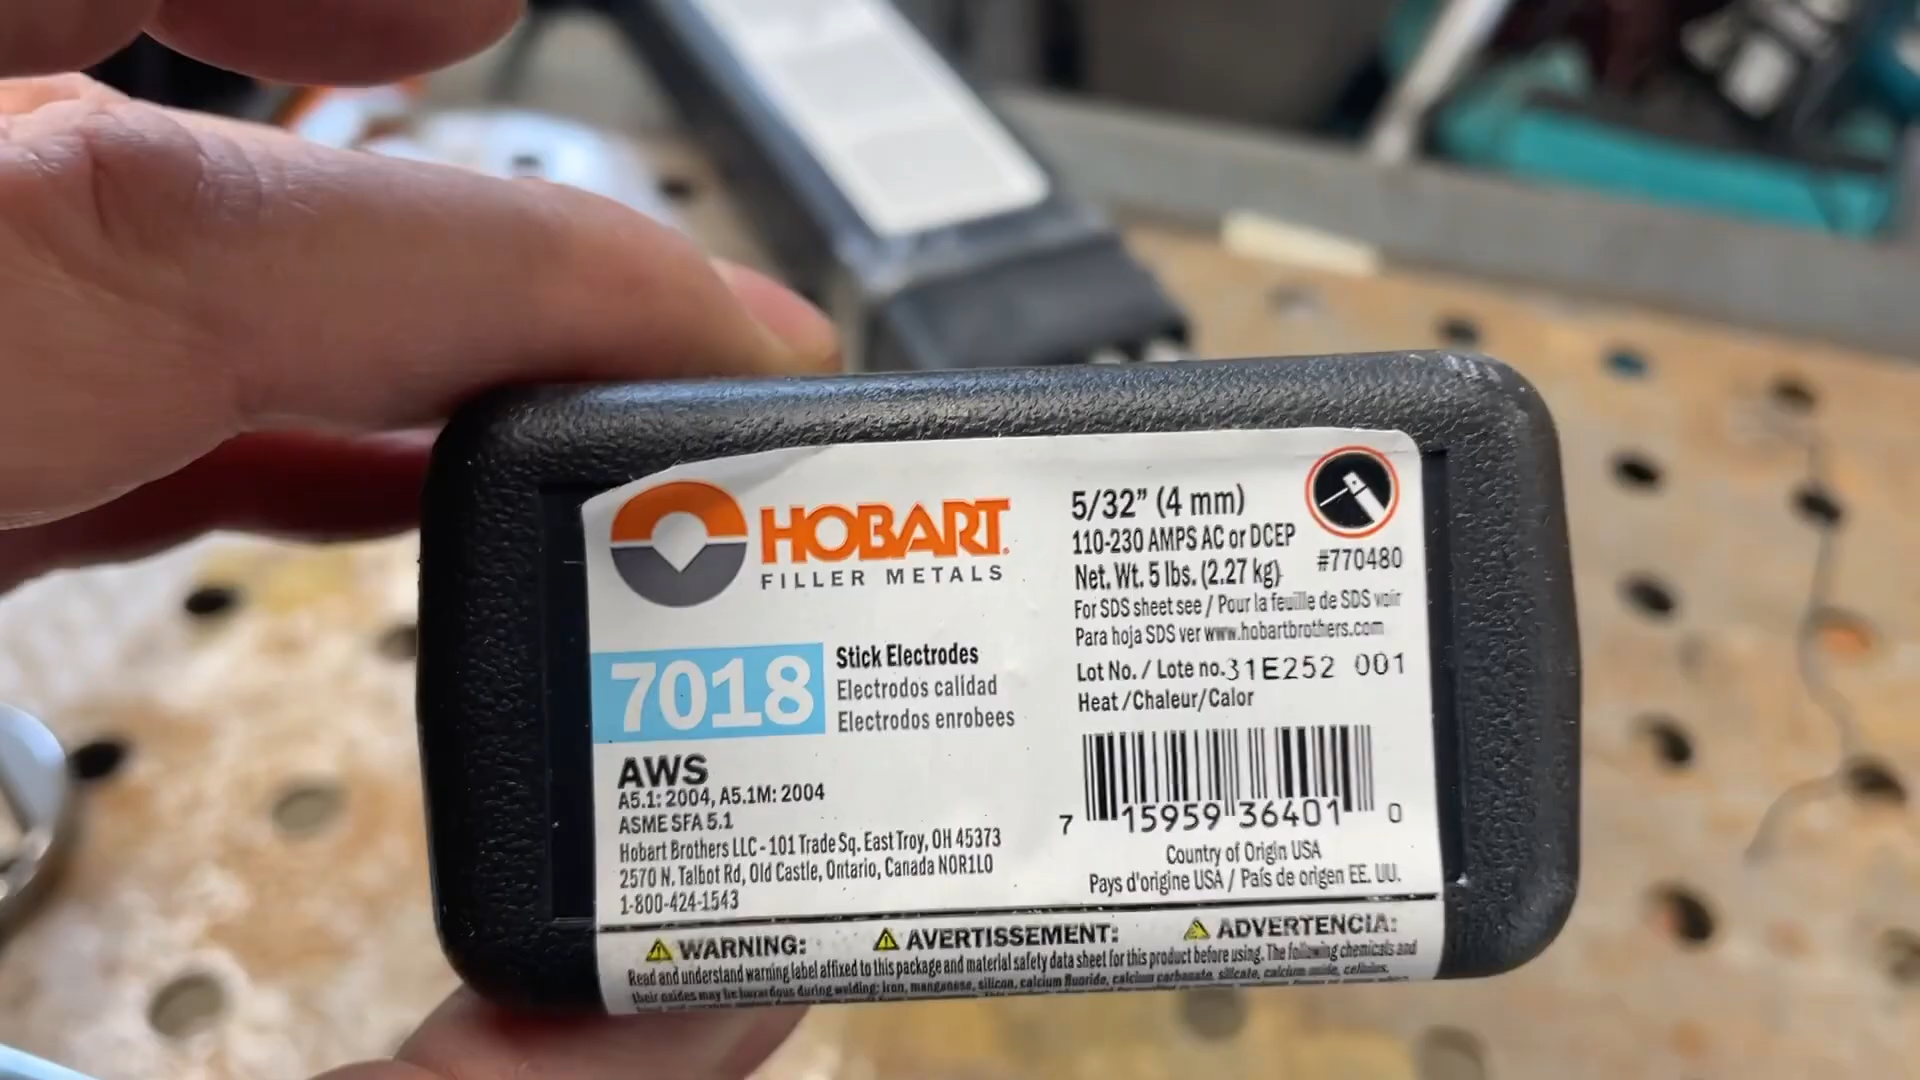 HOBART
FILLER METALS
7018
Stick Electrodes
Electrodos calidad
Electrodos enrobees
AWS
A5.1: 2004, A5.1M: 2004
ASME SFA 5.1
Hobart Brothers LLC - 101 Trade Sq. East Troy, OH 45373
2570 N. Talbot Rd, Old Castle, Ontario, Canada N0R1L0
1-800-424-1543
5/32” (4 mm)
110-230 AMPS AC or DCEP
Net. Wt. 5 lbs. (2.27 kg)
#770480
For SDS sheet see / Pour la feuille de SDS voir
Para hoja SDS ver www.hobartbrothers.com
Lot No. / Lote no. 31E252 001
Heat /Chaleur/Calor
7 15959 36401 0
Country of Origin USA
Pays d'origine USA / País de origen EE. UU.
WARNING: AVERTISSEMENT: ADVERTENCIA:
Read and understand warning label affixed to this package and material safety data sheet for this product before using. The following chemicals and
their oxides may be hazardous during welding: Iron, manganese, silicon, calcium fluoride, calcium carbonate, silicate, calcium oxide,